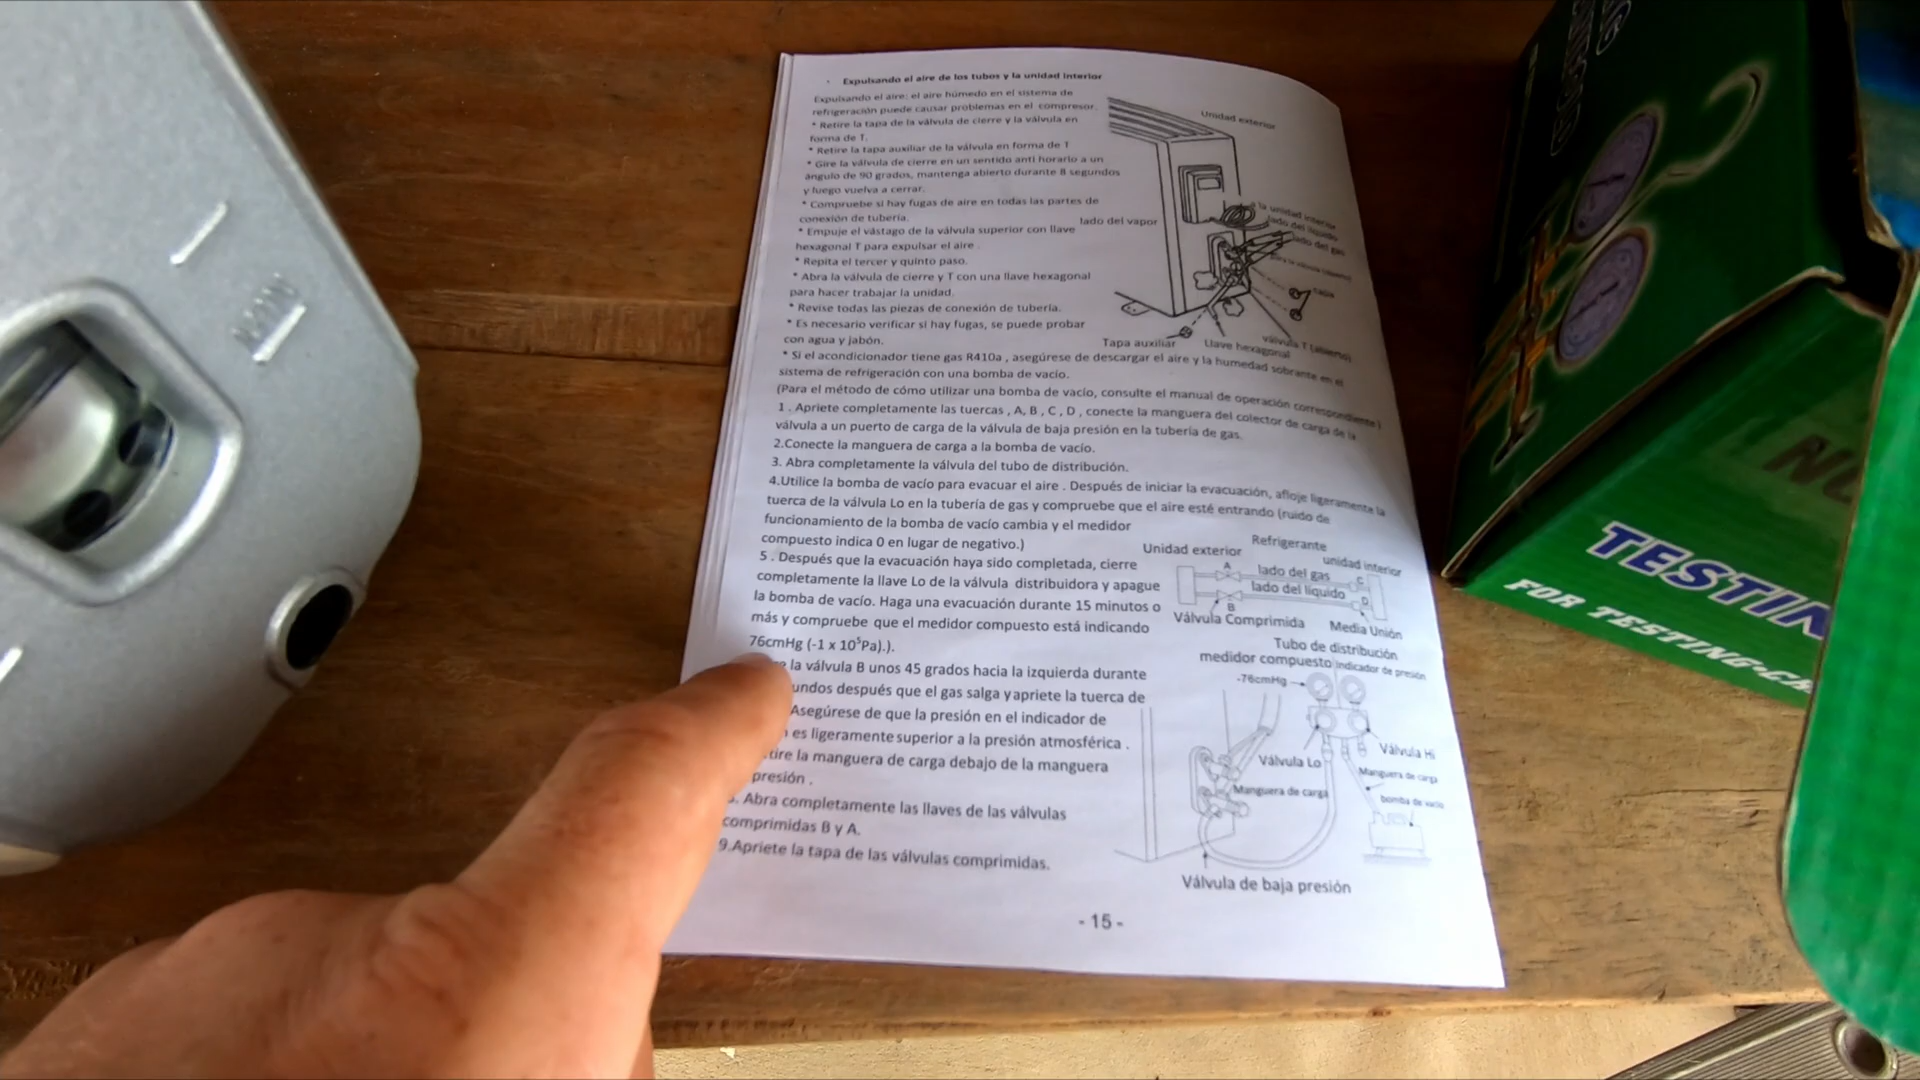 Expulsando el aire de los tubos y la unidad interior
Expulsando el aire: el aire húmedo en el sistema de
refrigeración puede causar problemas en el compresor.
* Retire la tapa de la válvula de cierre y la válvula en
forma de T.
* Retire la tapa auxiliar de la válvula en forma de T
* Gire la válvula de cierre en un sentido anti horario a un
ángulo de 90 grados, mantenga abierto durante 8 segundos
y luego vuelva a cerrar.
* Compruebe si hay fugas de aire en todas las partes de
conexión de tubería.
* Empuje el vástago de la válvula superior con llave
hexagonal T para expulsar el aire .
* Repita el tercer y quinto paso.
* Abra la válvula de cierre y T con una llave hexagonal
para hacer trabajar la unidad.
* Revise todas las piezas de conexión de tubería.
* Es necesario verificar si hay fugas, se puede probar
con agua y jabón.
* Si el acondicionador tiene gas R410a , asegúrese de descargar el aire y la humedad sobrante en el
sistema de refrigeración con una bomba de vacío.
(Para el método de cómo utilizar una bomba de vacío, consulte el manual de operación correspondiente)
1 . Apriete completamente las tuercas , A, B , C , D , conecte la manguera del colector de carga de la
válvula a un puerto de carga de la válvula de baja presión en la tubería de gas.
2.Conecte la manguera de carga a la bomba de vacío.
3. Abra completamente la válvula del tubo de distribución.
4.Utilice la bomba de vacío para evacuar el aire . Después de iniciar la evacuación, afloje ligeramente la
tuerca de la válvula Lo en la tubería de gas y compruebe que el aire esté entrando (ruido de
funcionamiento de la bomba de vacío cambia y el medidor
compuesto indica 0 en lugar de negativo.)
5 . Después que la evacuación haya sido completada, cierre
completamente la llave Lo de la válvula distribuidora y apague
la bomba de vacío. Haga una evacuación durante 15 minutos o
más y compruebe que el medidor compuesto está indicando
76cmHg (-1 x 10⁵Pa).).
la válvula B unos 45 grados hacia la izquierda durante
undos después que el gas salga y apriete la tuerca de
Asegúrese de que la presión en el indicador de
es ligeramente superior a la presión atmosférica .
tire la manguera de carga debajo de la manguera
presión .
. Abra completamente las llaves de las válvulas
comprimidas B y A.
9.Apriete la tapa de las válvulas comprimidas.
Unidad exterior
a la unidad interior
lado del líquido
lado del gas
lado del vapor
Tapa
Tapa auxiliar
Llave hexagonal
válvula T (abierto)
Unidad exterior
Refrigerante
unidad interior
A
lado del gas
C
lado del líquido
D
B
Válvula Comprimida
Media Unión
Tubo de distribución
medidor compuesto
indicador de presión
-76cmHg
Válvula Lo
Válvula Hi
Manguera de carga
Manguera de carga
bomba de vacío
Válvula de baja presión
- 15 -
MIN
TESTIN
FOR TESTING·CH